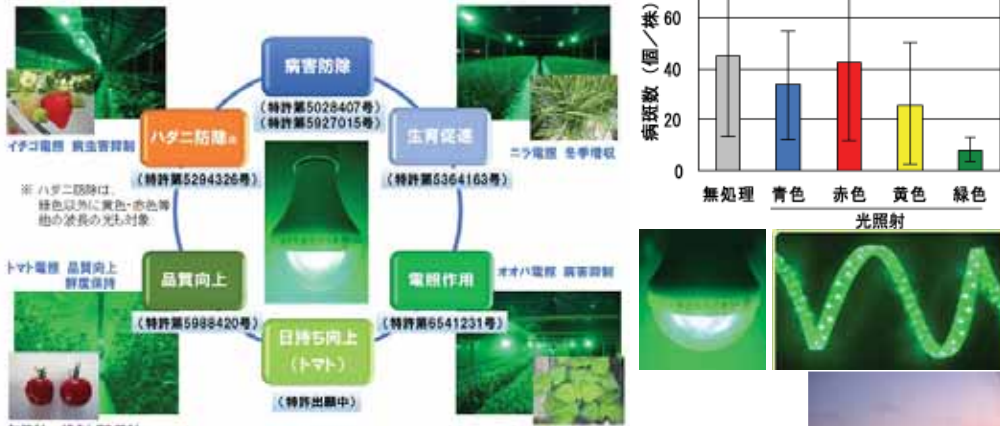 病害防除
(特許第5028407号)
(特許第5927015号)
ハダニ防除※
(特許第5294326号)
生育促進
(特許第5364163号)
イチゴ電照 病虫害抑制
ニラ電照 冬季増収
※ ハダニ防除は、
緑色以外に黄色・赤色等
他の波長の光も対象
トマト電照 品質向上
鮮度保持
品質向上
(特許第5988420号)
電照作用
(特許第6541231号)
オオバ電照 病害抑制
日持ち向上
(トマト)
(特許出願中)
病斑数(個/株)
60
40
20
0
無処理 青色 赤色 黄色 緑色
光照射